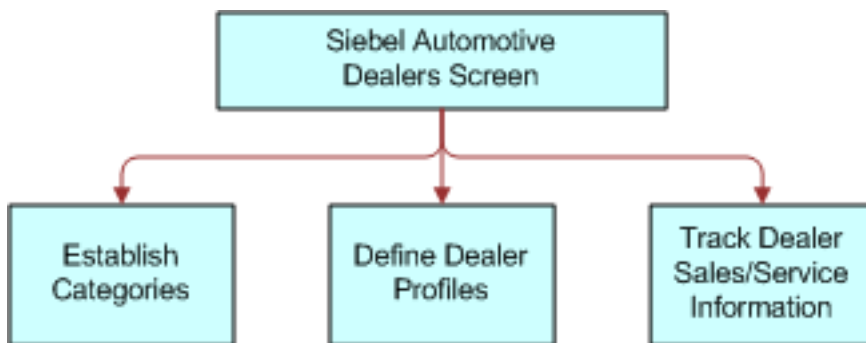 Siebel Automotive
Dealers Screen
Establish
Categories
Define Dealer
Profiles
Track Dealer
Sales/Service
Information